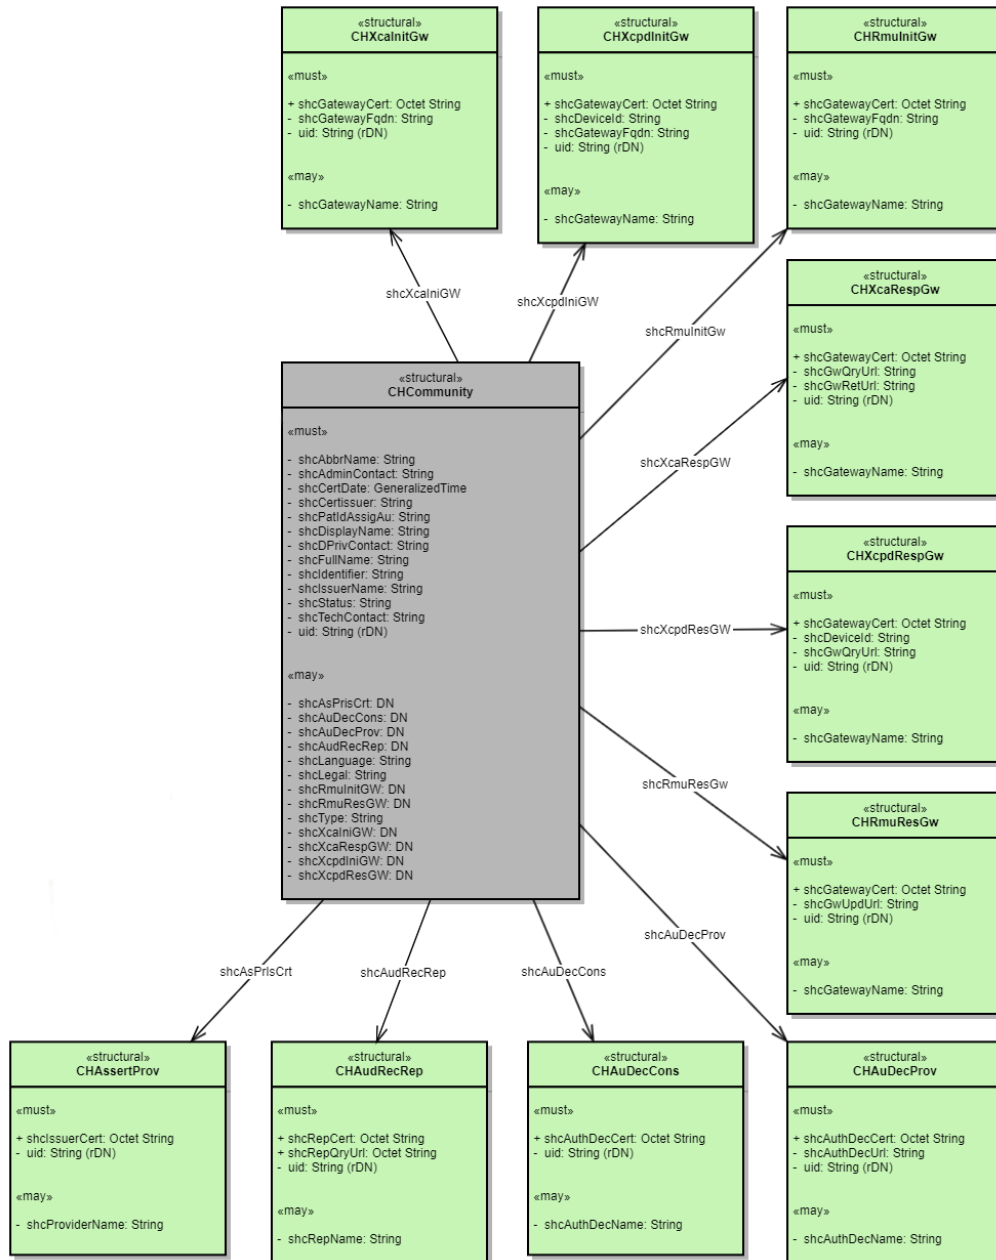 «structural»
CHXcaInitGw
«must»
+ shcGatewayCert: Octet String
- shcGatewayFqdn: String
- uid: String (rDN)
«may»
- shcGatewayName: String
«structural»
CHXcpdInitGw
«must»
+ shcGatewayCert: Octet String
- shcDeviceId: String
- shcGatewayFqdn: String
- uid: String (rDN)
«may»
- shcGatewayName: String
«structural»
CHRmuInitGw
«must»
+ shcGatewayCert: Octet String
- shcGatewayFqdn: String
- uid: String (rDN)
«may»
- shcGatewayName: String
shcXcaIniGW
shcXcpdIniGW
shcRmuInitGw
«structural»
CHXcaRespGw
«must»
+ shcGatewayCert: Octet String
- shcGwQryUrl: String
- shcGwRetUrl: String
- uid: String (rDN)
«may»
- shcGatewayName: String
«structural»
CHCommunity
«must»
- shcAbbrName: String
- shcAdminContact: String
- shcCertDate: GeneralizedTime
- shcCertissuer: String
- shcPatIdAssigAu: String
- shcDisplayName: String
- shcDPrivContact: String
- shcFullName: String
- shcIdentifier: String
- shcIssuerName: String
- shcStatus: String
- shcTechContact: String
- uid: String (rDN)
«may»
- shcAsPrisCrt: DN
- shcAuDecCons: DN
- shcAuDecProv: DN
- shcAudRecRep: DN
- shcLanguage: String
- shcLegal: String
- shcRmuInitGW: DN
- shcRmuResGW: DN
- shcType: String
- shcXcaIniGW: DN
- shcXcaRespGW: DN
- shcXcpdIniGW: DN
- shcXcpdResGW: DN
shcXcaRespGW
«structural»
CHXcpdRespGw
«must»
+ shcGatewayCert: Octet String
- shcDeviceId: String
- shcGwQryUrl: String
- uid: String (rDN)
«may»
- shcGatewayName: String
shcXcpdResGW
shcRmuResGw
«structural»
CHRmuResGw
«must»
+ shcGatewayCert: Octet String
- shcGwUpdUrl: String
- uid: String (rDN)
«may»
- shcGatewayName: String
shcAuDecProv
shcAsPrIsCrt
shcAudRecRep
shcAuDecCons
«structural»
CHAssertProv
«must»
+ shcIssuerCert: Octet String
- uid: String (rDN)
«may»
- shcProviderName: String
«structural»
CHAudRecRep
«must»
+ shcRepCert: Octet String
+ shcRepQryUrl: Octet String
- uid: String (rDN)
«may»
- shcRepName: String
«structural»
CHAuDecCons
«must»
+ shcAuthDecCert: Octet String
- uid: String (rDN)
«may»
- shcAuthDecName: String
«structural»
CHAuDecProv
«must»
+ shcAuthDecCert: Octet String
- shcAuthDecUrl: String
- uid: String (rDN)
«may»
- shcAuthDecName: String